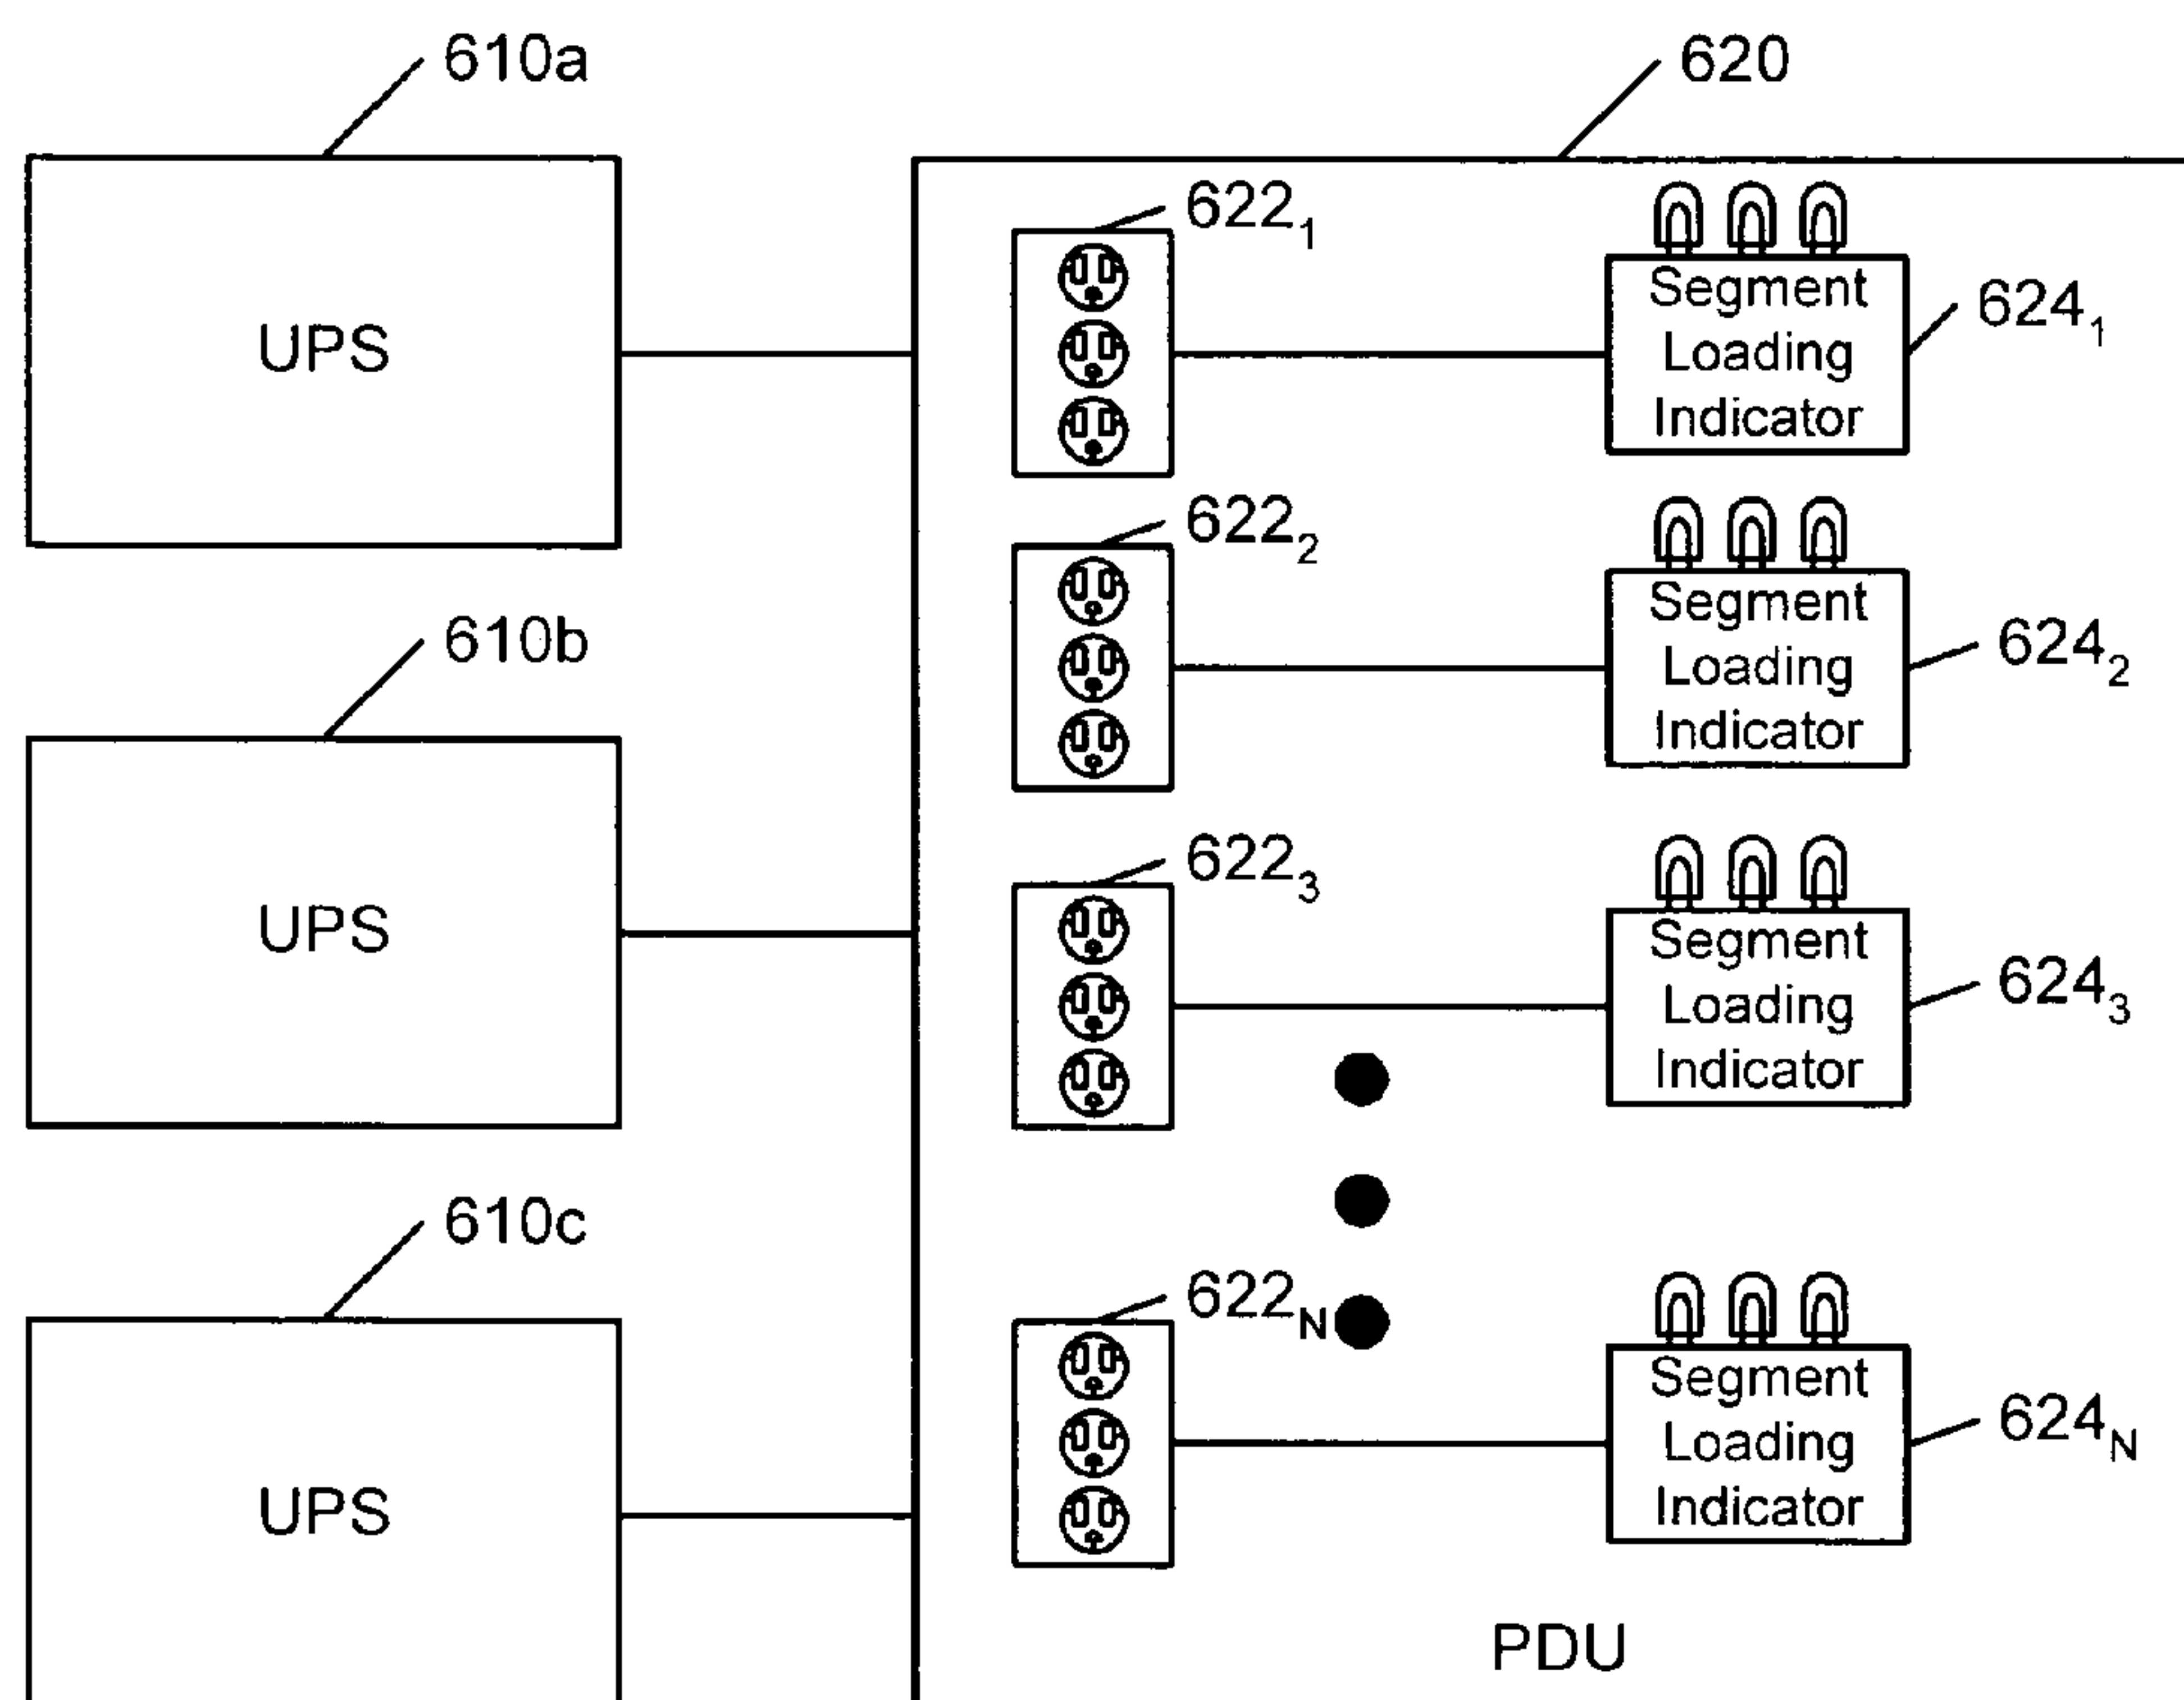 610a
620
UPS
622₁
Segment
Loading
Indicator
624₁
622₂
Segment
Loading
Indicator
624₂
610b
UPS
622₃
Segment
Loading
Indicator
624₃
610c
UPS
622N
Segment
Loading
Indicator
624N
PDU